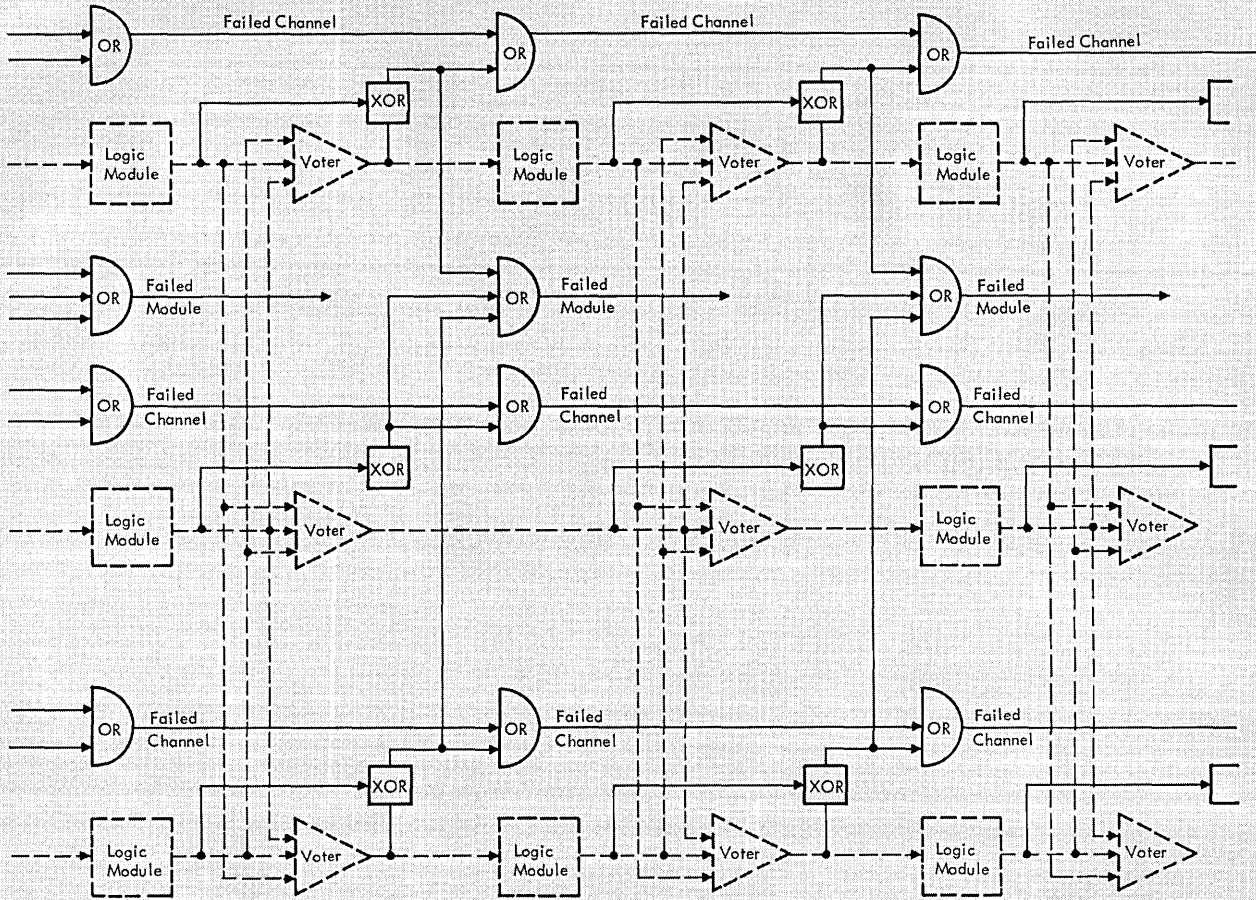 Failed Channel
Failed Channel
Failed Channel
OR
OR
OR
XOR
XOR
Logic
Module
Voter
Logic
Module
Voter
Logic
Module
Voter
OR
Failed
Module
OR
Failed
Module
OR
Failed
Module
OR
Failed
Channel
OR
Failed
Channel
OR
Failed
Channel
XOR
XOR
Logic
Module
Voter
Voter
Logic
Module
Voter
OR
Failed
Channel
OR
Failed
Channel
OR
Failed
Channel
XOR
XOR
Logic
Module
Voter
Logic
Module
Voter
Logic
Module
Voter